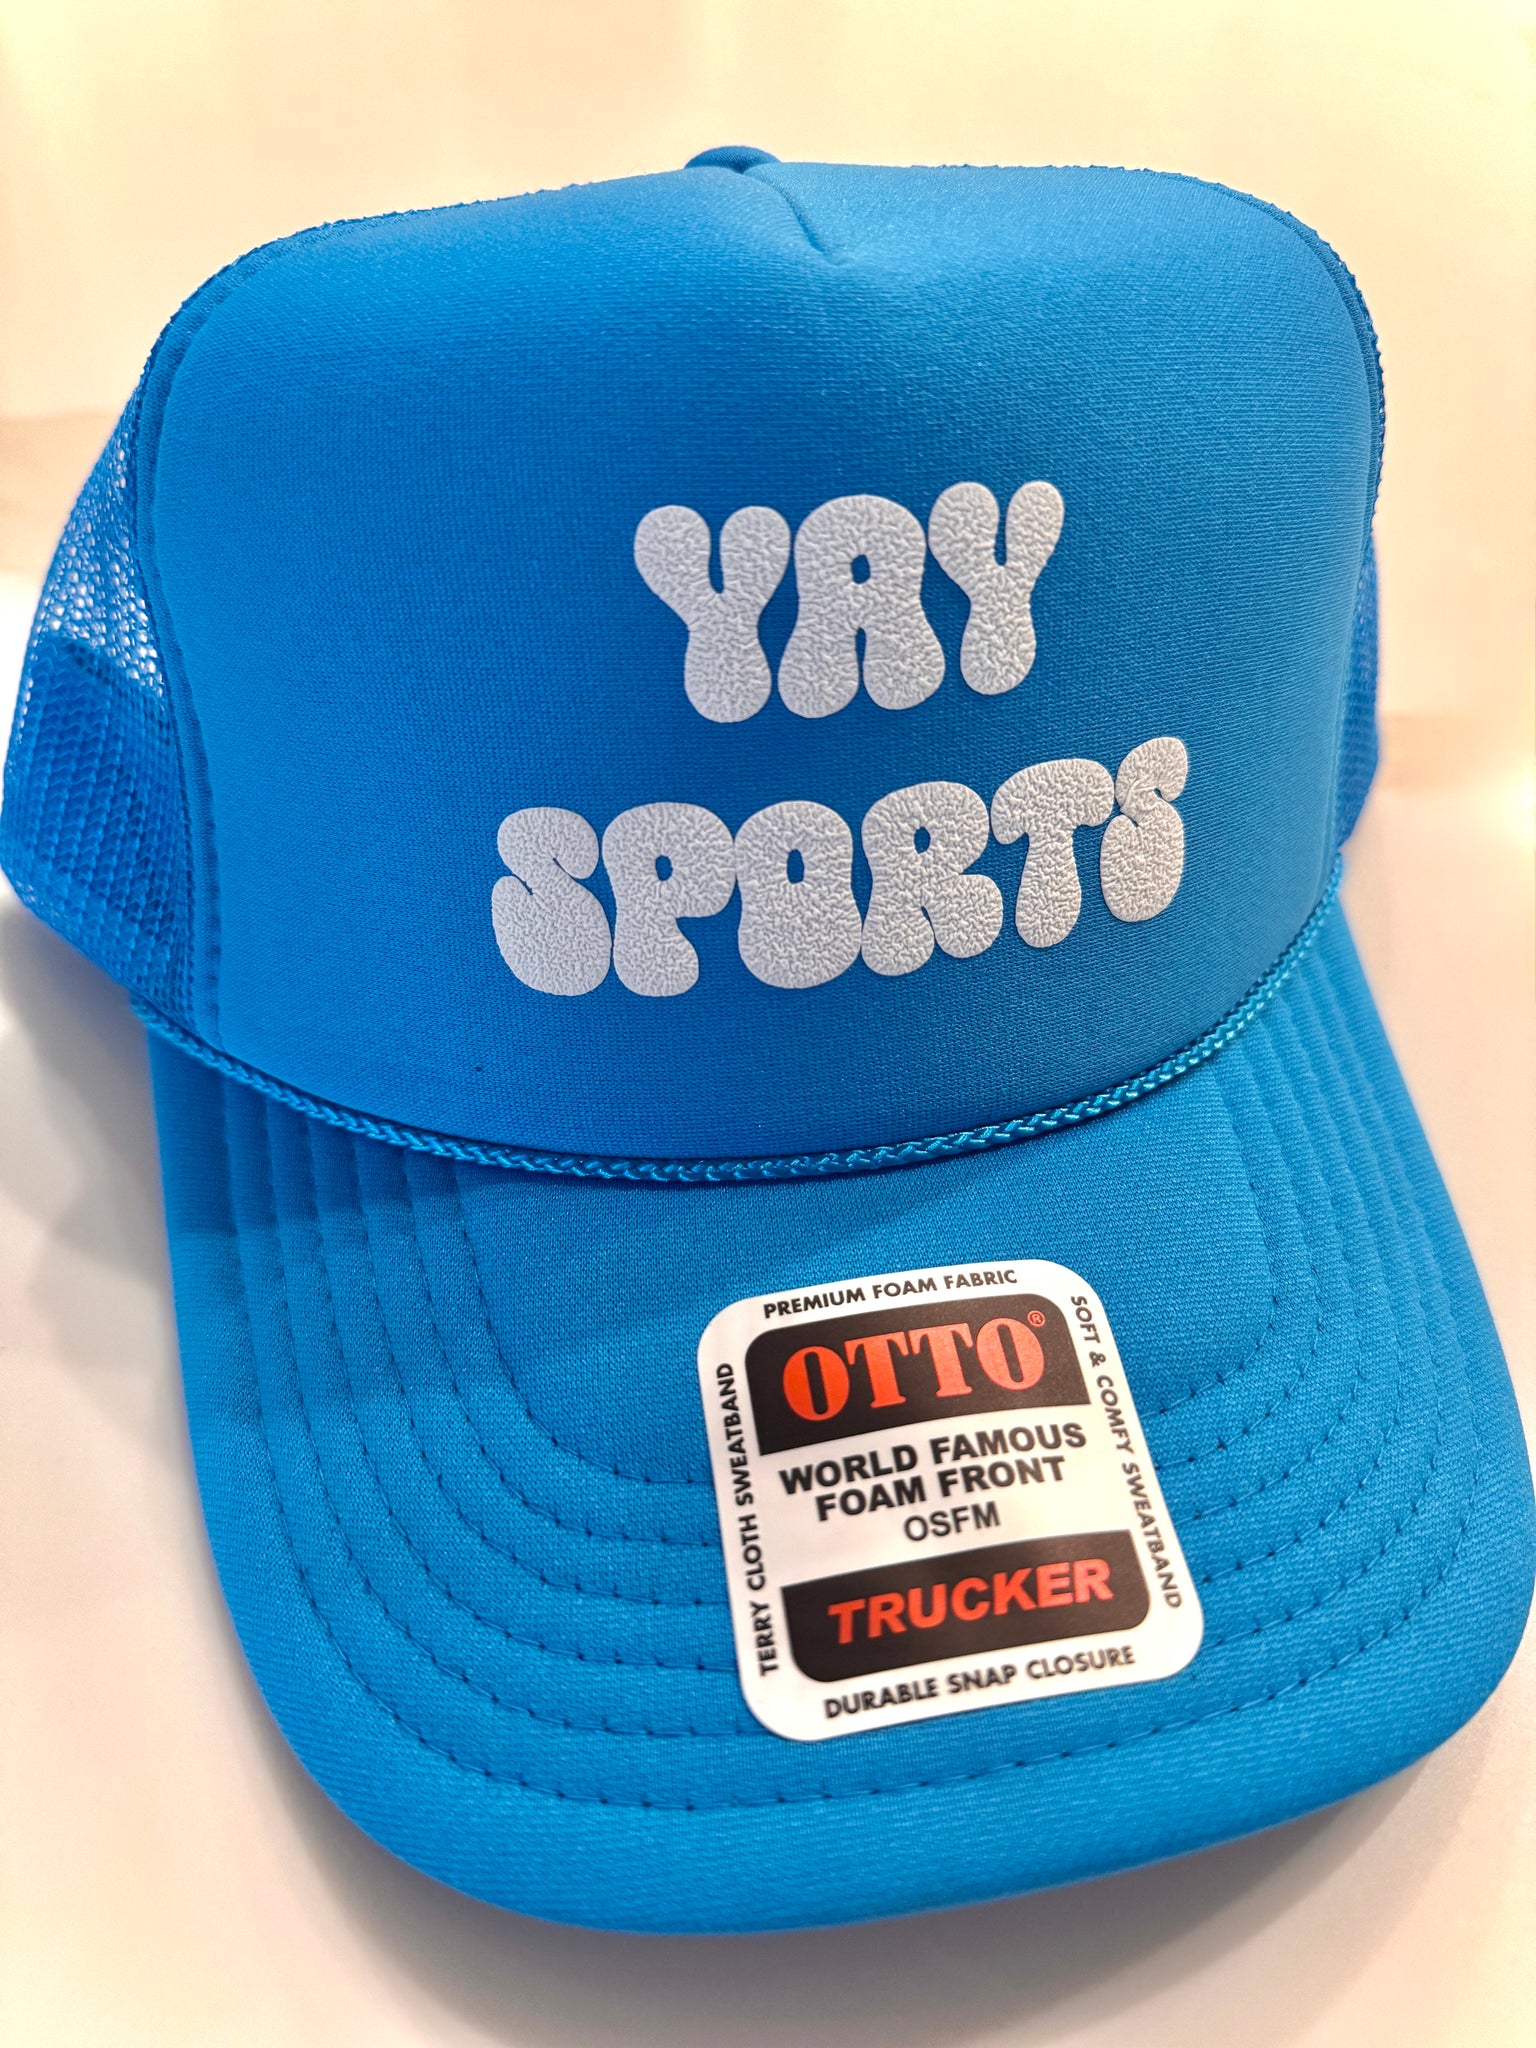 YAY
SPORTS
PREMIUM FOAM FABRIC
OTTO®
WORLD FAMOUS
FOAM FRONT
OSFM
TRUCKER
DURABLE SNAP CLOSURE
TERRY CLOTH SWEATBAND
SOFT & COMFY SWEATBAND